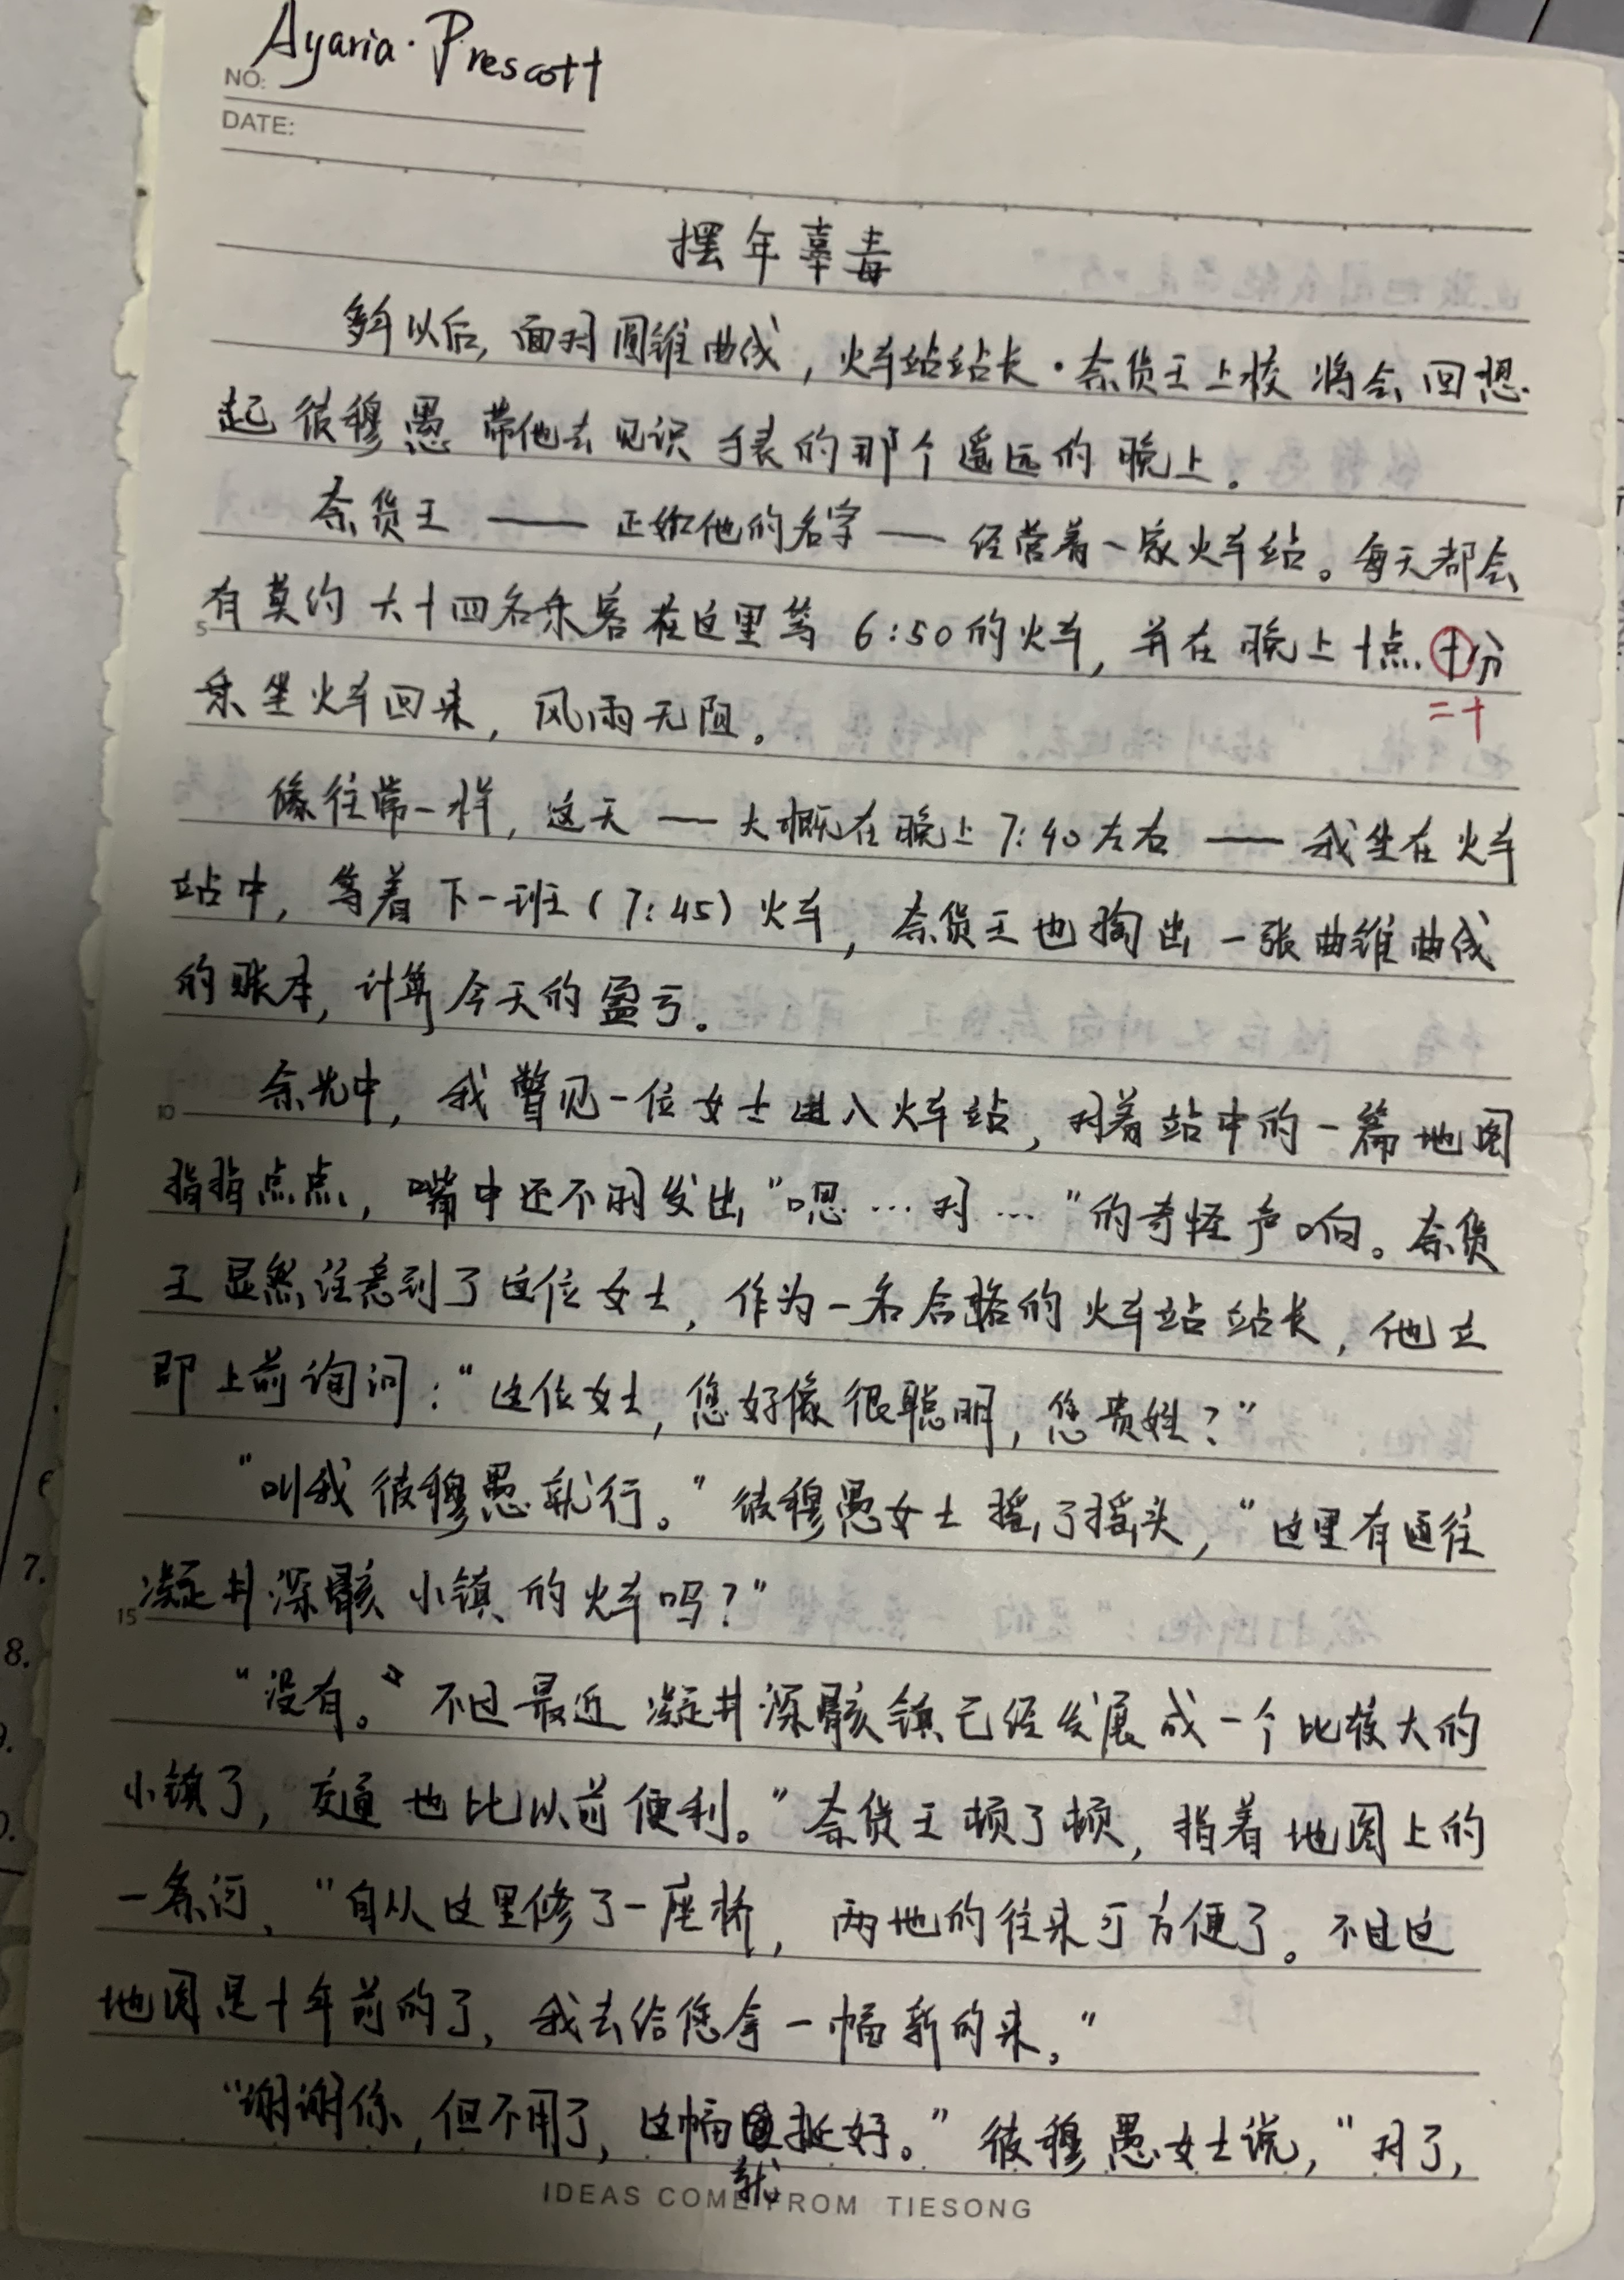 Ayaria·Prescott
NO:
DATE:
摆年辜毒
多年以后, 面对圆锥曲线, 火车站站长·奈货王上校 将会回想
起 彼穆愚 带他去见识 手表的那个遥远的 晚上。
奈货王 —— 正如他的名字 —— 经营着一家火车站。每天都会
5 有莫约 六十四名乘客在这里等 6:50的火车, 并在 晚上十点十分
二十
乘坐火车回来, 风雨无阻。
像往常一样, 这天 —— 大概在晚上7:40左右 —— 我坐在火车
站中, 等着下一班(7:45)火车, 奈货王也掏出一张曲锥曲线
的账本, 计算今天的盈亏。
10 余光中, 我瞥见一位女士进入火车站, 对着站中的一篇地图
指指点点, 嘴中还不时发出“嗯…对…”的奇怪声响。奈货
王显然注意到了这位女士, 作为一名合格的火车站站长, 他立
即上前询问:“这位女士, 您好像很聪明, 您贵姓?”
“叫我彼穆愚就行。”彼穆愚女士摇了摇头, “这里有通往
15 凝井深骸小镇的火车吗?”
“没有。” 不过最近凝井深骸镇已经发展成一个比较大的
小镇了, 交通也比以前便利。”奈货王顿了顿, 指着地图上的
一条河, “自从这里修了一座桥, 两地的往来可方便了。不过这
地图是十年前的了, 我去给您拿一幅新的来。”
“谢谢你, 但不用了, 这幅就挺好。”彼穆愚女士说, “对了,
IDEAS COME FROM TIESONG
7.
8.